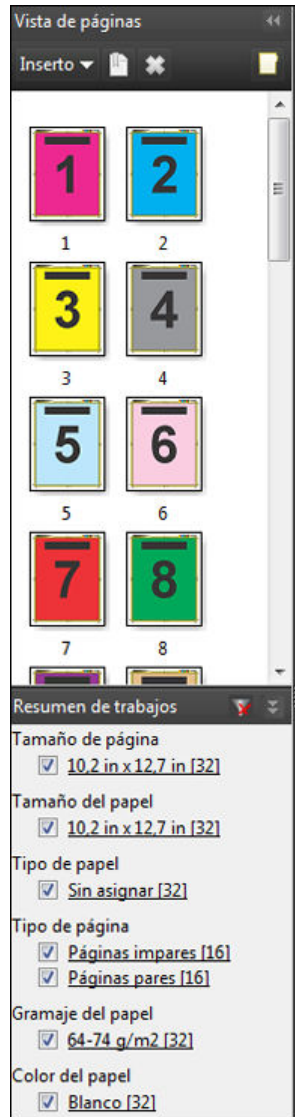 Vista de páginas
Inserto
1 2
1 2
3 4
3 4
5 6
5 6
7 8
7 8
Resumen de trabajos
Tamaño de página
10,2 in x 12,7 in [32]
Tamaño del papel
10,2 in x 12,7 in [32]
Tipo de papel
Sin asignar [32]
Tipo de página
Páginas impares [16]
Páginas pares [16]
Gramaje del papel
64-74 g/m2 [32]
Color del papel
Blanco [32]